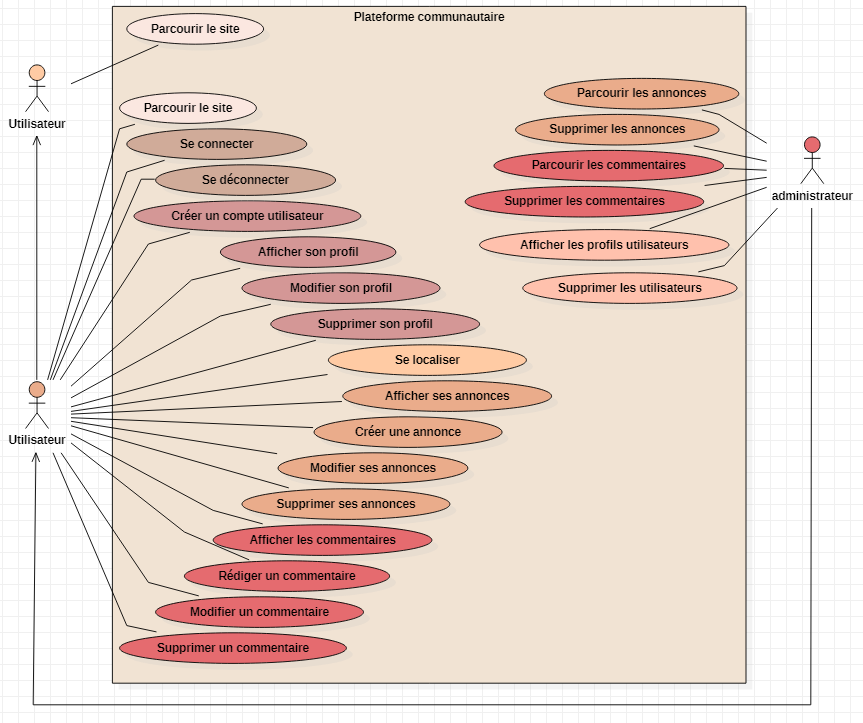 Plateforme communautaire
Parcourir le site
Utilisateur
Parcourir le site
Se connecter
Se déconnecter
Créer un compte utilisateur
Afficher son profil
Modifier son profil
Supprimer son profil
Se localiser
Afficher ses annonces
Créer une annonce
Modifier ses annonces
Supprimer ses annonces
Afficher les commentaires
Rédiger un commentaire
Modifier un commentaire
Supprimer un commentaire
Utilisateur
Parcourir les annonces
Supprimer les annonces
Parcourir les commentaires
Supprimer les commentaires
Afficher les profils utilisateurs
Supprimer les utilisateurs
administrateur